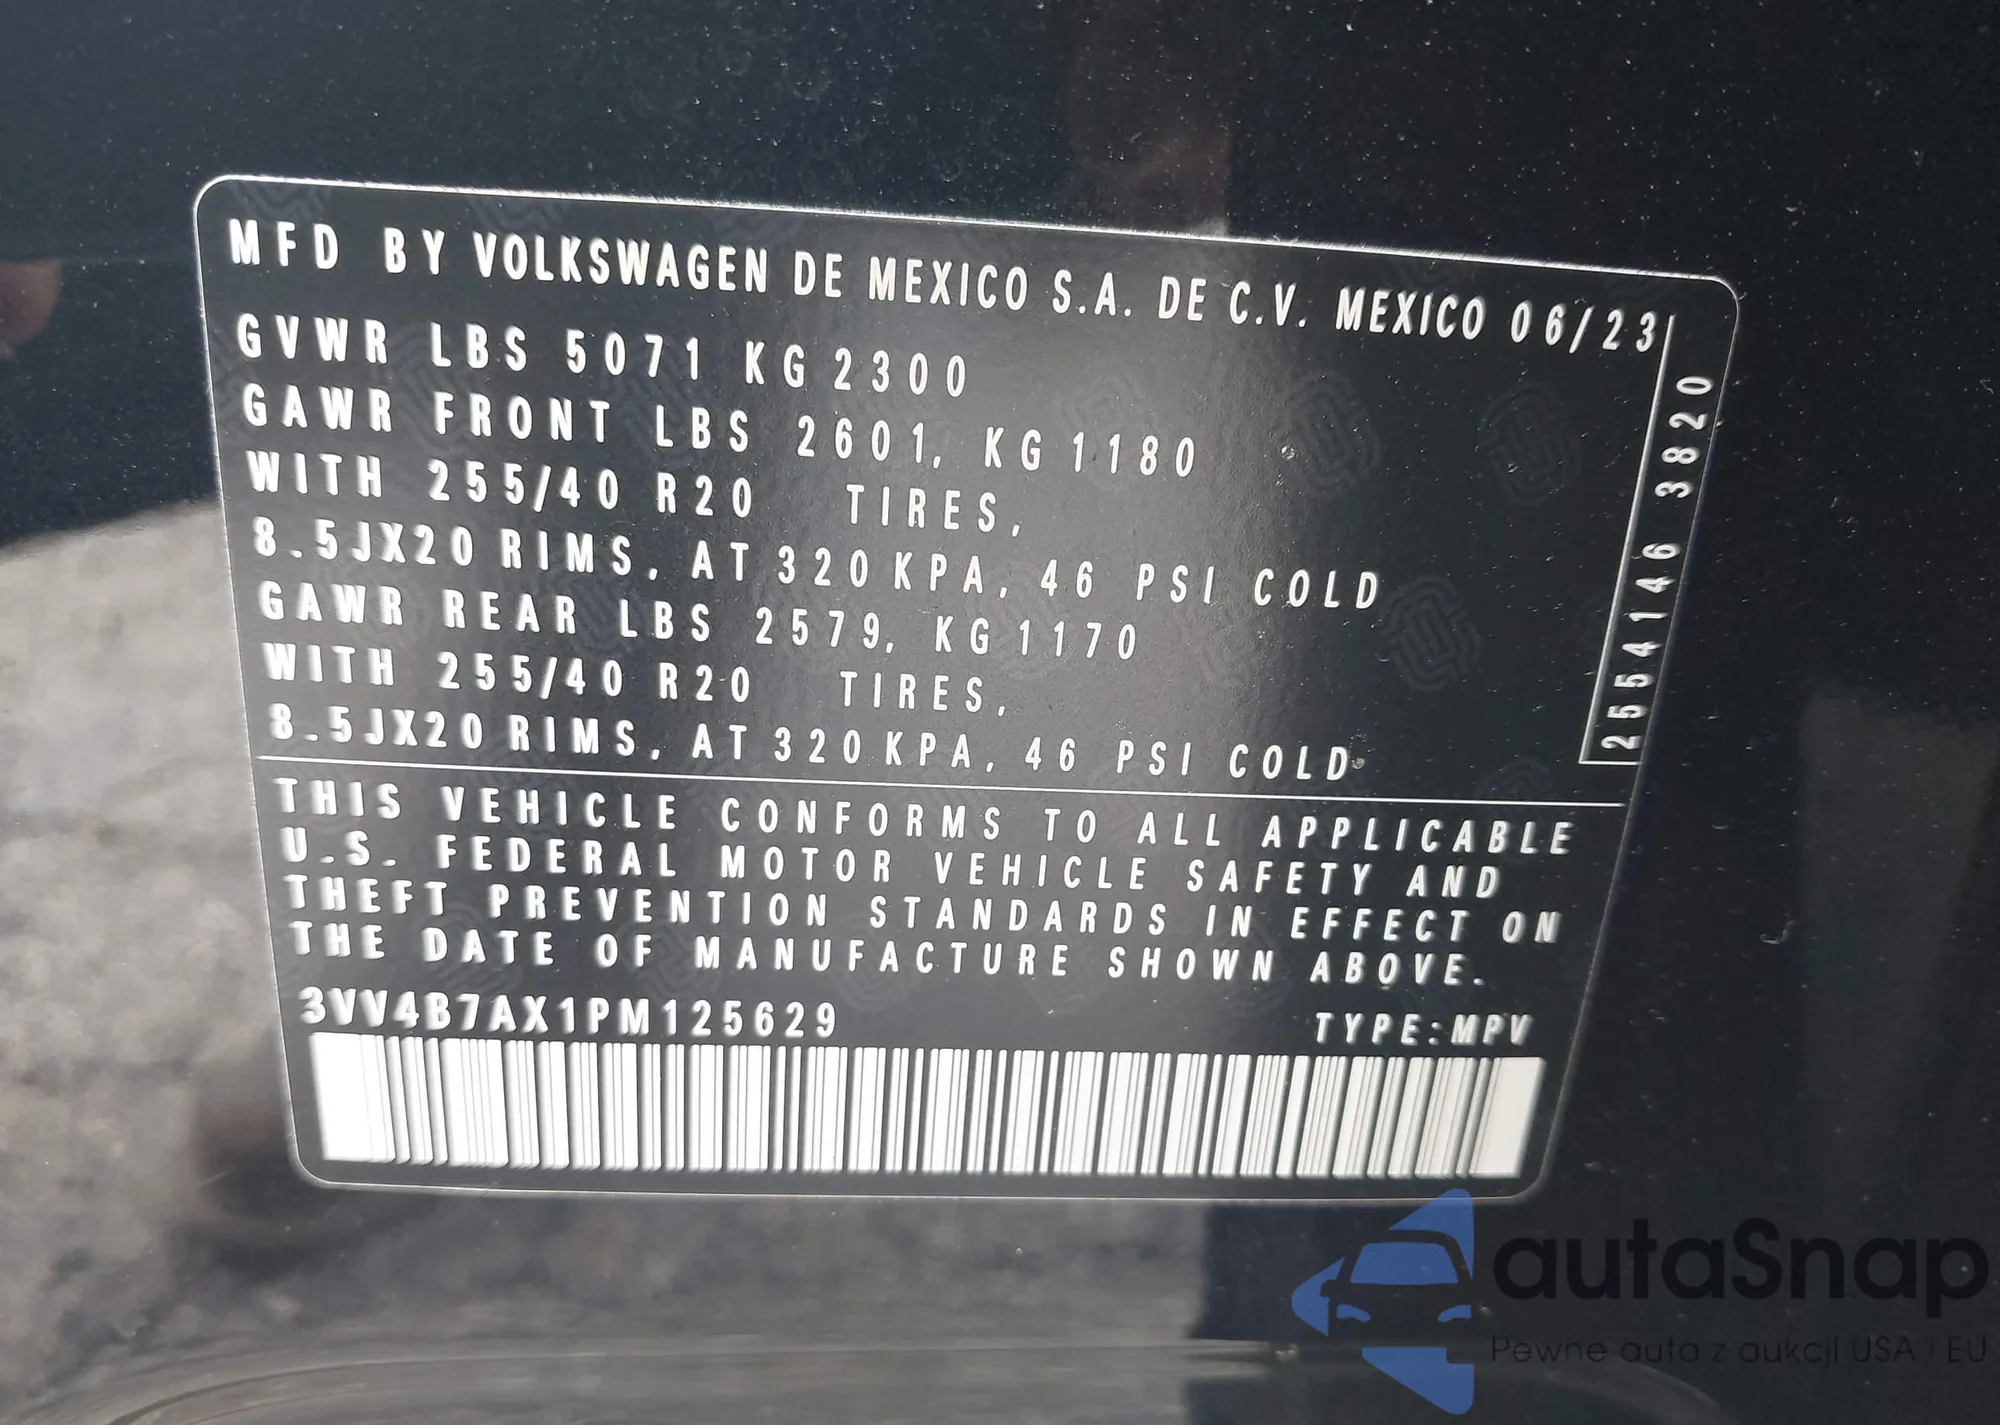 MFD BY VOLKSWAGEN DE MEXICO S.A. DE C.V. MEXICO 06/23
GVWR LBS 5071 KG 2300
GAWR FRONT LBS 2601, KG 1180
WITH 255/40 R20 TIRES,
8.5JX20 RIMS, AT 320 KPA, 46 PSI COLD
GAWR REAR LBS 2579, KG 1170
WITH 255/40 R20 TIRES,
8.5JX20 RIMS, AT 320 KPA, 46 PSI COLD
2554146 3820
THIS VEHICLE CONFORMS TO ALL APPLICABLE
U.S. FEDERAL MOTOR VEHICLE SAFETY AND
THEFT PREVENTION STANDARDS IN EFFECT ON
THE DATE OF MANUFACTURE SHOWN ABOVE.
3VV4B7AX1PM125629 TYPE:MPV
autaSnap
Pewne auta z aukcji USA i EU